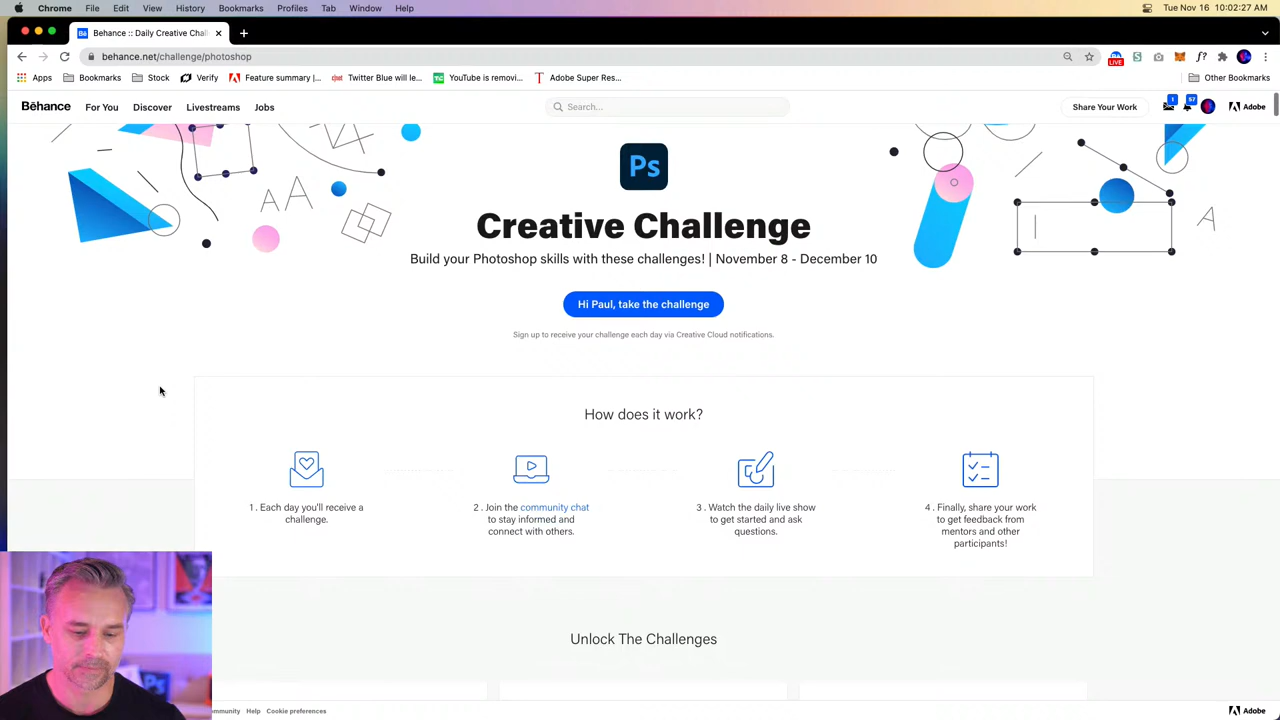 Chrome File Edit View History Bookmarks Profiles Tab Window Help Tue Nov 16 10:02:27 AM
Behance :: Daily Creative Chal
behance.net/challenge/photoshop
LIVE
Apps Bookmarks Stock Verify Feature summary |... Twitter Blue will le... YouTube is removi... Adobe Super Res... Other Bookmarks
Bēhance For You Discover Livestreams Jobs Search... Share Your Work 1 57 Adobe
Ps
A A
A
Creative Challenge
Build your Photoshop skills with these challenges! | November 8 - December 10
Hi Paul, take the challenge
Sign up to receive your challenge each day via Creative Cloud notifications.
How does it work?
1 . Each day you'll receive a
challenge.
2 . Join the community chat
to stay informed and
connect with others.
3 . Watch the daily live show
to get started and ask
questions.
4 . Finally, share your work
to get feedback from
mentors and other
participants!
Unlock The Challenges
ommunity Help Cookie preferences Adobe